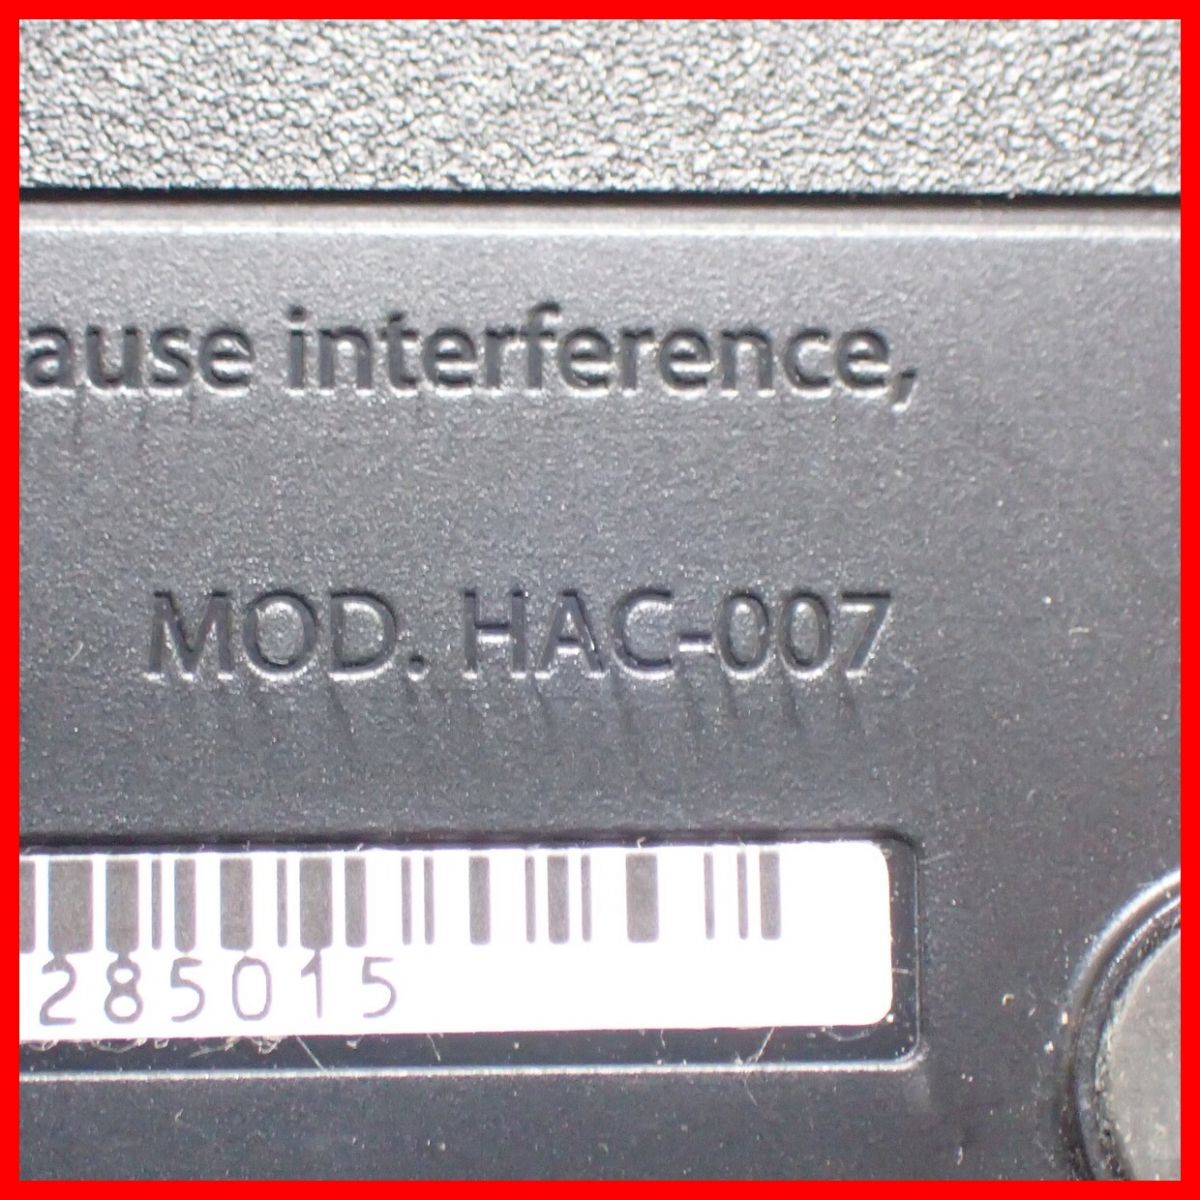 ause interference,
MOD. HAC-007
285015